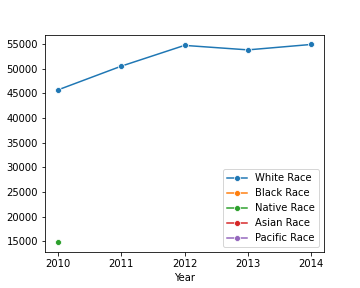 55000
50000
45000
40000
35000
30000
25000
20000
15000
White Race
Black Race
Native Race
Asian Race
Pacific Race
2010 2011 2012 2013 2014
Year